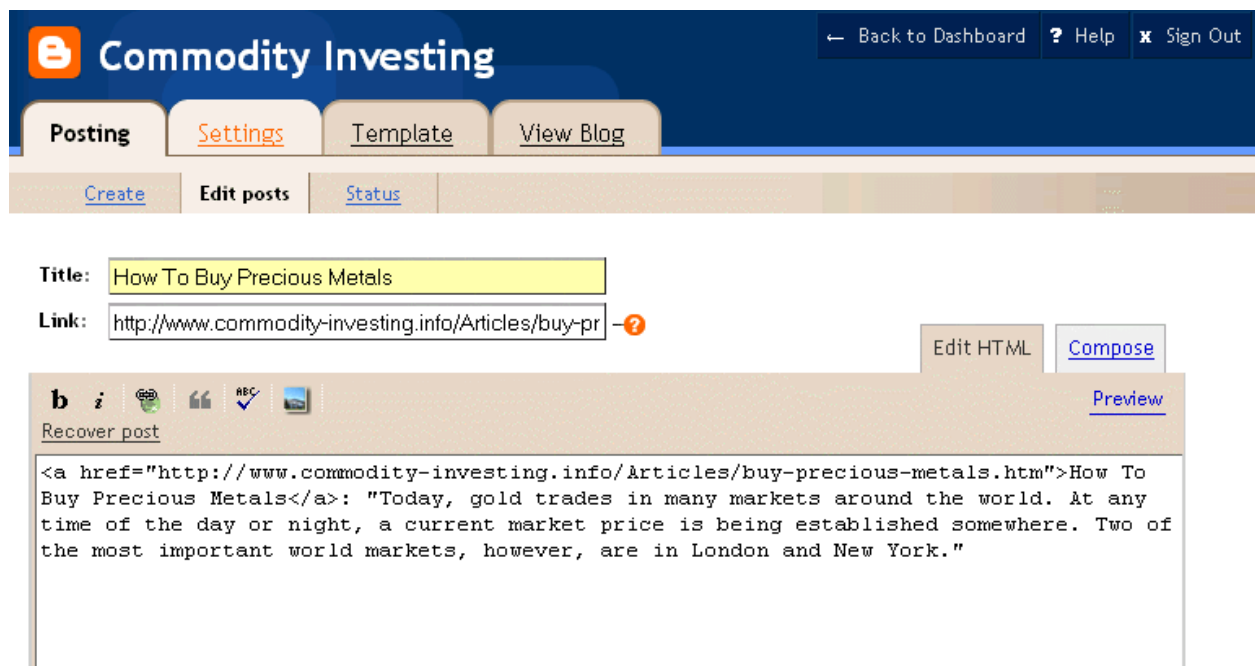 Commodity Investing
← Back to Dashboard ? Help x Sign Out
Posting Settings Template View Blog
Create Edit posts Status
Title: How To Buy Precious Metals
Link: http://www.commodity-investing.info/Articles/buy-pr –?
Edit HTML Compose
b i ABC Preview
Recover post
<a href="http://www.commodity-investing.info/Articles/buy-precious-metals.htm">How To
Buy Precious Metals</a>: "Today, gold trades in many markets around the world. At any
time of the day or night, a current market price is being established somewhere. Two of
the most important world markets, however, are in London and New York."